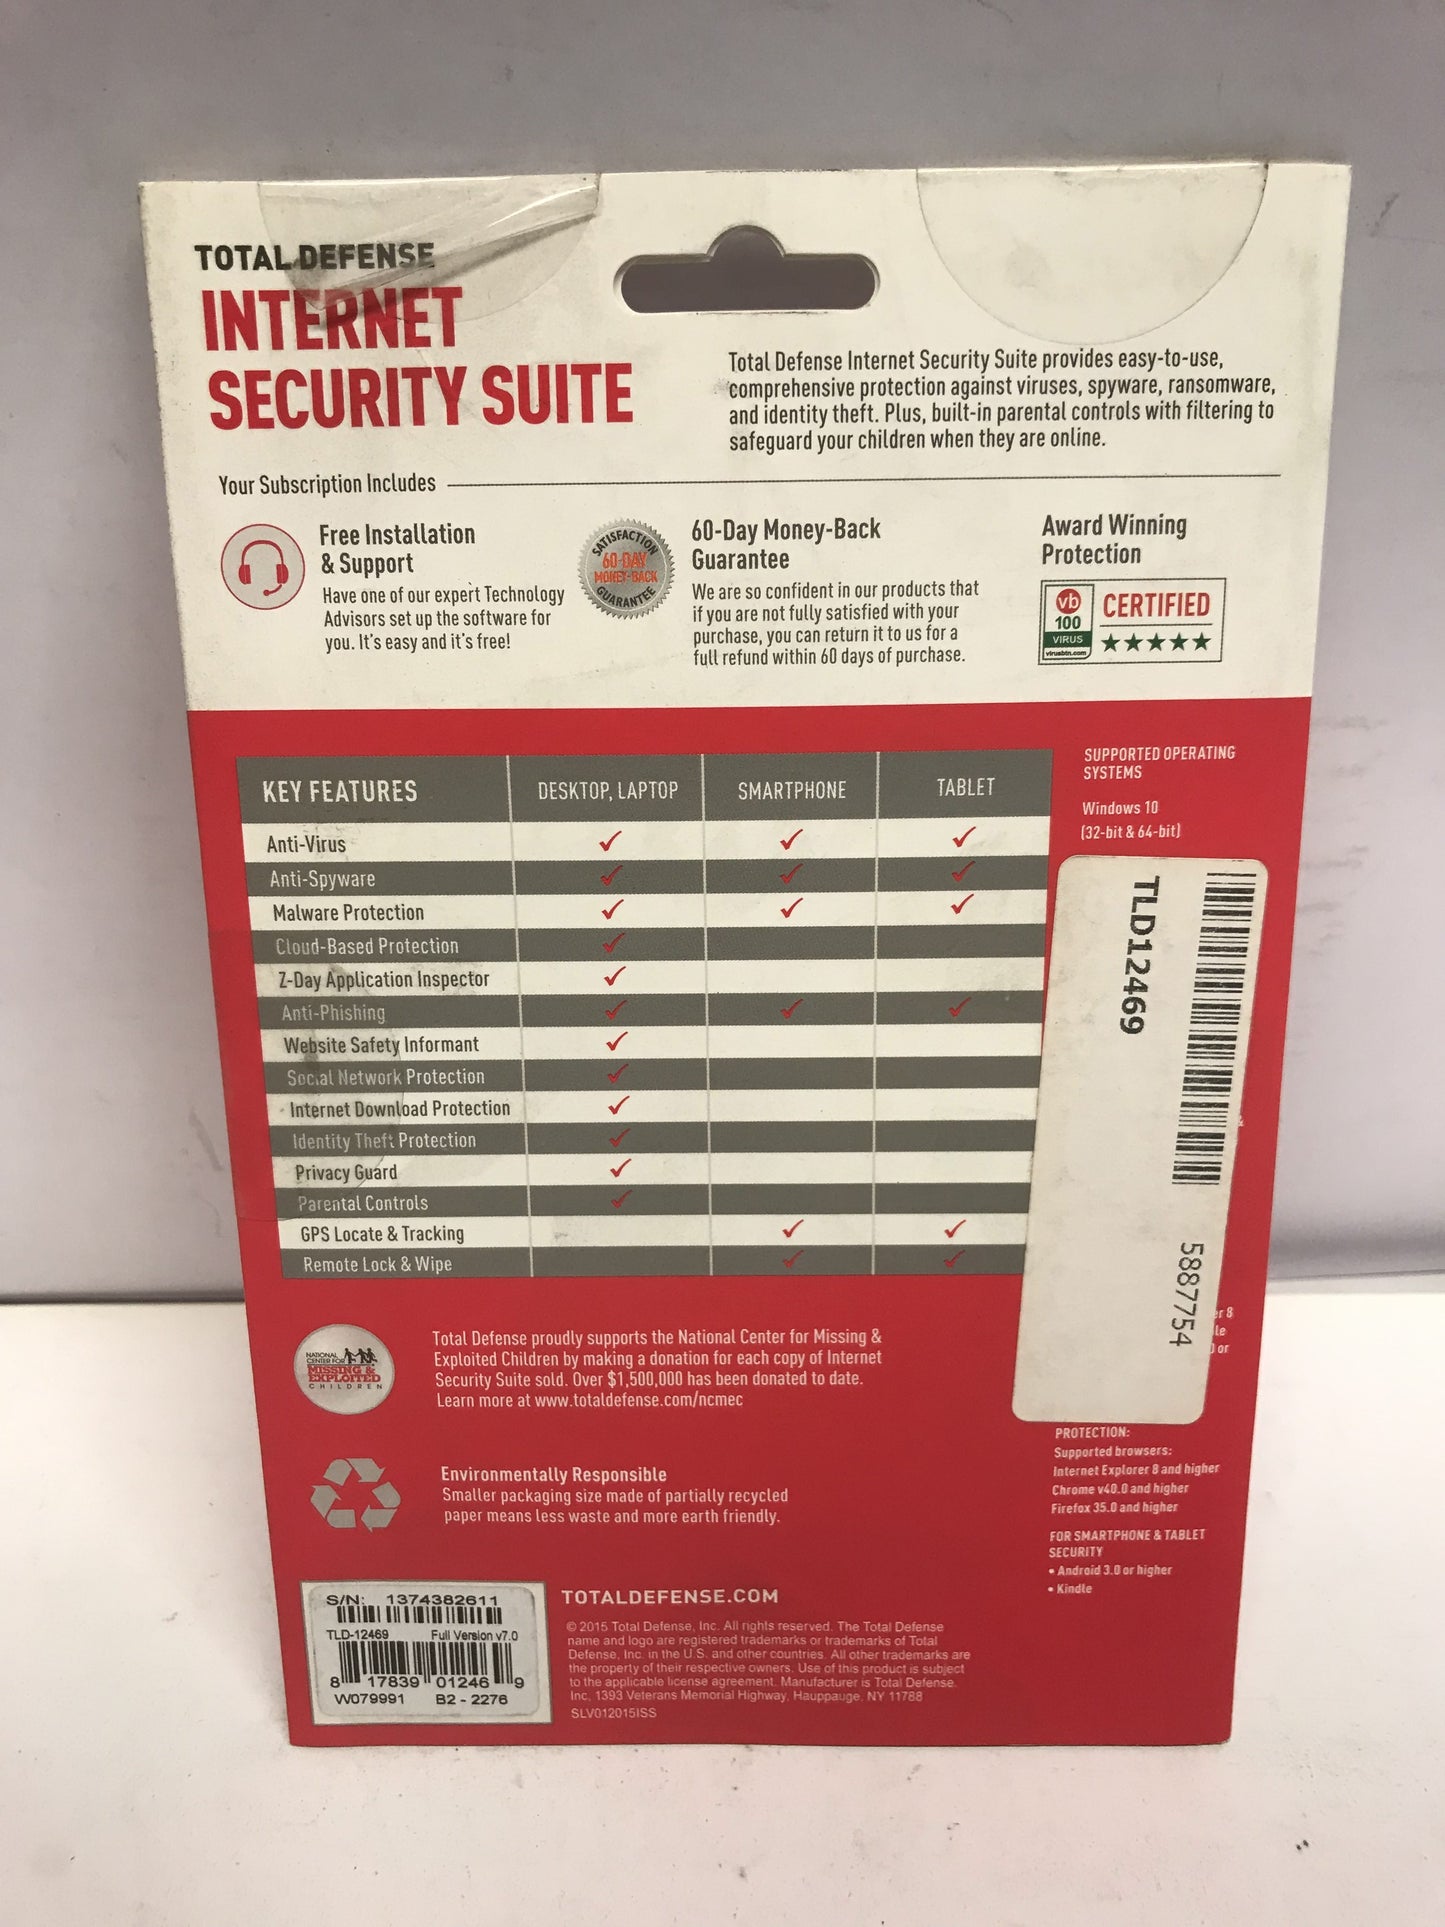 TOTAL DEFENSE
INTERNET
SECURITY SUITE
Total Defense Internet Security Suite provides easy-to-use,
comprehensive protection against viruses, spyware, ransomware,
and identity theft. Plus, built-in parental controls with filtering to
safeguard your children when they are online.
Your Subscription Includes
Free Installation
& Support
Have one of our expert Technology
Advisors set up the software for
you. It's easy and it's free!
SATISFACTION
60-DAY
MONEY-BACK
GUARANTEE
60-Day Money-Back
Guarantee
We are so confident in our products that
if you are not fully satisfied with your
purchase, you can return it to us for a
full refund within 60 days of purchase.
Award Winning
Protection
vb
100
VIRUS
virusbtn.com
CERTIFIED
KEY FEATURES DESKTOP, LAPTOP SMARTPHONE TABLET
Anti-Virus ✓ ✓ ✓
Anti-Spyware ✓ ✓ ✓
Malware Protection ✓ ✓ ✓
Cloud-Based Protection ✓
Z-Day Application Inspector ✓
Anti-Phishing ✓ ✓ ✓
Website Safety Informant ✓
Social Network Protection ✓
Internet Download Protection ✓
Identity Theft Protection ✓
Privacy Guard ✓
Parental Controls ✓
GPS Locate & Tracking ✓ ✓
Remote Lock & Wipe ✓ ✓
SUPPORTED OPERATING
SYSTEMS
Windows 10
(32-bit & 64-bit)
TLD12469
5887754
PROTECTION:
Supported browsers:
Internet Explorer 8 and higher
Chrome v40.0 and higher
Firefox 35.0 and higher
FOR SMARTPHONE & TABLET
SECURITY
• Android 3.0 or higher
• Kindle
NATIONAL
CENTER FOR
MISSING &
EXPLOITED
CHILDREN
Total Defense proudly supports the National Center for Missing &
Exploited Children by making a donation for each copy of Internet
Security Suite sold. Over $1,500,000 has been donated to date.
Learn more at www.totaldefense.com/ncmec
Environmentally Responsible
Smaller packaging size made of partially recycled
paper means less waste and more earth friendly.
S/N: 1374382611
TLD-12469 Full Version v7.0
8 17839 01246 9
W079991 B2 - 2276
TOTALDEFENSE.COM
© 2015 Total Defense, Inc. All rights reserved. The Total Defense
name and logo are registered trademarks or trademarks of Total
Defense, Inc. in the U.S. and other countries. All other trademarks are
the property of their respective owners. Use of this product is subject
to the applicable license agreement. Manufacturer is Total Defense.
Inc, 1393 Veterans Memorial Highway, Hauppauge, NY 11788
SLV012015ISS